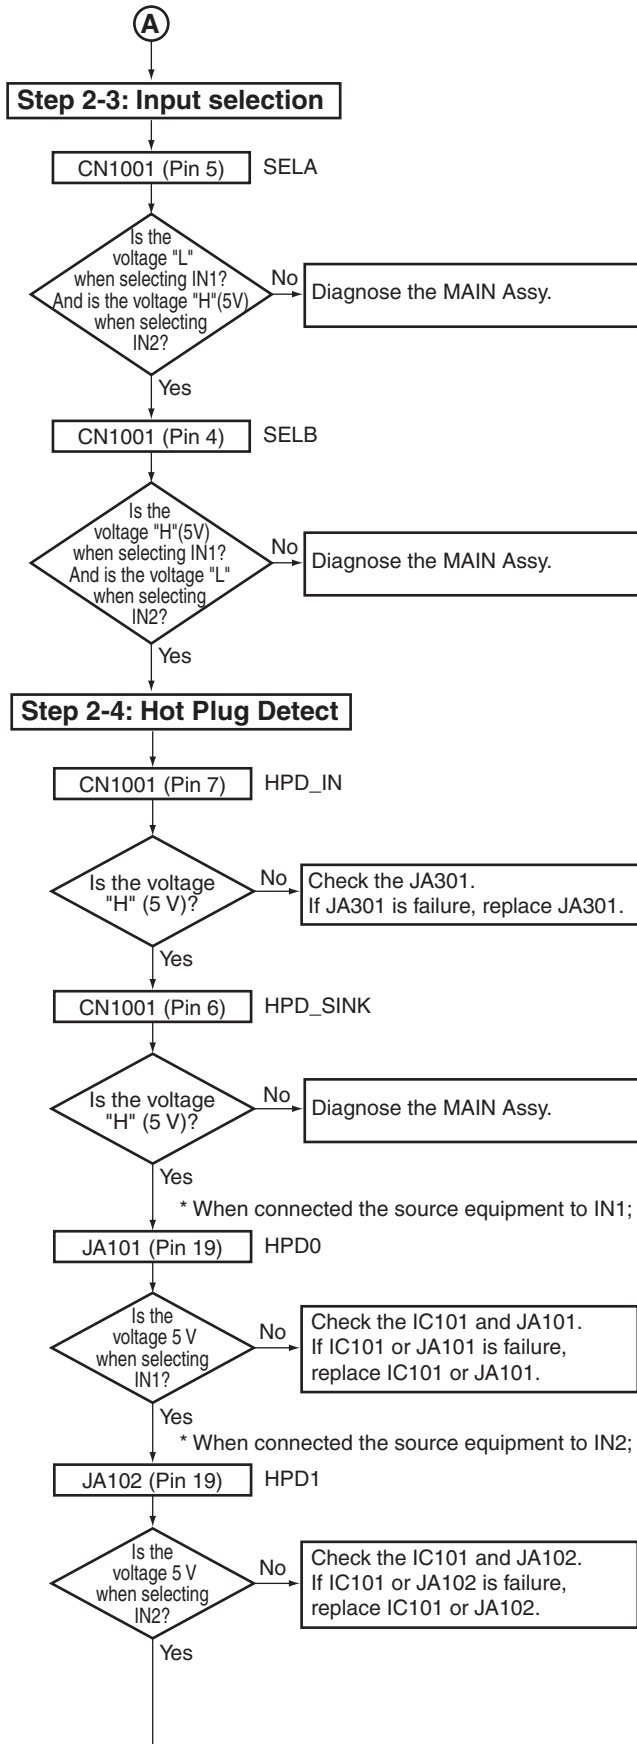 A
Step 2-3: Input selection
CN1001 (Pin 5)
SELA
Is the
voltage "L"
when selecting IN1?
And is the voltage "H"(5V)
when selecting
IN2?
No
Diagnose the MAIN Assy.
Yes
CN1001 (Pin 4)
SELB
Is the
voltage "H"(5V)
when selecting IN1?
And is the voltage "L"
when selecting
IN2?
No
Diagnose the MAIN Assy.
Yes
Step 2-4: Hot Plug Detect
CN1001 (Pin 7)
HPD_IN
Is the voltage
"H" (5 V)?
No
Check the JA301.
If JA301 is failure, replace JA301.
Yes
CN1001 (Pin 6)
HPD_SINK
Is the voltage
"H" (5 V)?
No
Diagnose the MAIN Assy.
Yes
* When connected the source equipment to IN1;
JA101 (Pin 19)
HPD0
Is the
voltage 5 V
when selecting
IN1?
No
Check the IC101 and JA101.
If IC101 or JA101 is failure,
replace IC101 or JA101.
Yes
* When connected the source equipment to IN2;
JA102 (Pin 19)
HPD1
Is the
voltage 5 V
when selecting
IN2?
No
Check the IC101 and JA102.
If IC101 or JA102 is failure,
replace IC101 or JA102.
Yes